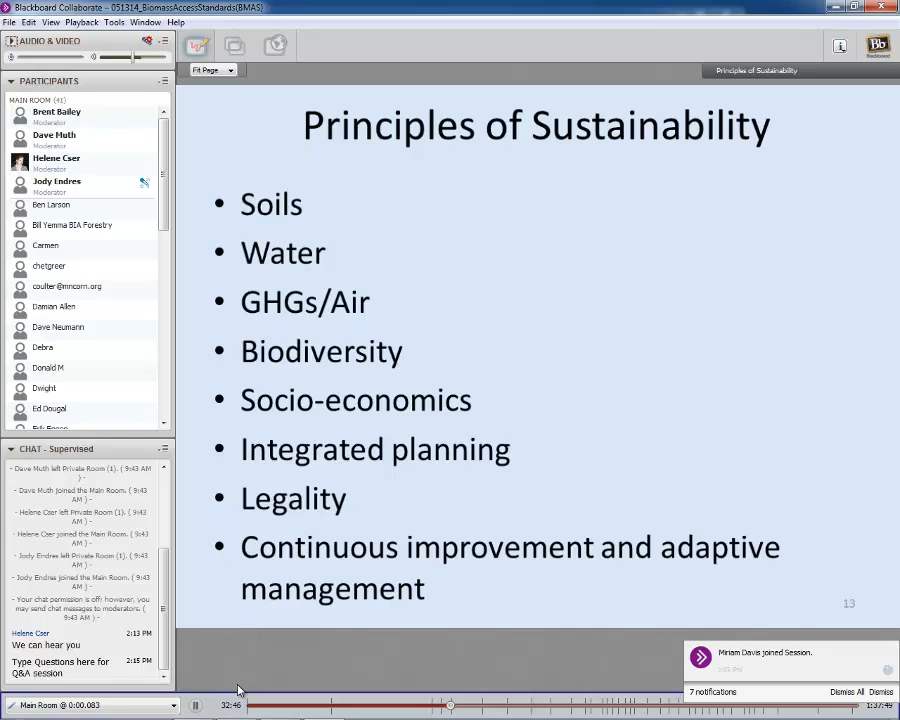 Blackboard Collaborate – 051314_BiomassAccessStandards(BMAS)
File Edit View Playback Tools Window Help
AUDIO & VIDEO
Fit Page
Principles of Sustainability
Bb
Blackboard
PARTICIPANTS
MAIN ROOM (41)
Brent Bailey
Moderator
Dave Muth
Moderator
Helene Cser
Moderator
Jody Endres
Moderator
Ben Larson
Bill Yemma BIA Forestry
Carmen
chetgreer
coulter@mncorn.org
Damian Allen
Dave Neumann
Debra
Donald M
Dwight
Ed Dougal
CHAT - Supervised
- Dave Muth left Private Room (1). ( 9:43 AM
) -
- Dave Muth joined the Main Room. ( 9:43
AM ) -
- Helene Cser left Private Room (1). ( 9:43
AM ) -
- Helene Cser joined the Main Room. ( 9:43
AM ) -
- Jody Endres left Private Room (1). ( 9:43
AM ) -
- Jody Endres joined the Main Room. ( 9:43
AM ) -
- Your chat permission is off; however, you
may send chat messages to moderators. (
9:43 AM ) -
Helene Cser 2:13 PM
We can hear you
Type Questions here for 2:15 PM
Q&A session
Principles of Sustainability
• Soils
• Water
• GHGs/Air
• Biodiversity
• Socio-economics
• Integrated planning
• Legality
• Continuous improvement and adaptive
management
13
Miriam Davis joined Session.
7 notifications Dismiss All Dismiss
Main Room @ 0:00.083
32:46
1:37:49